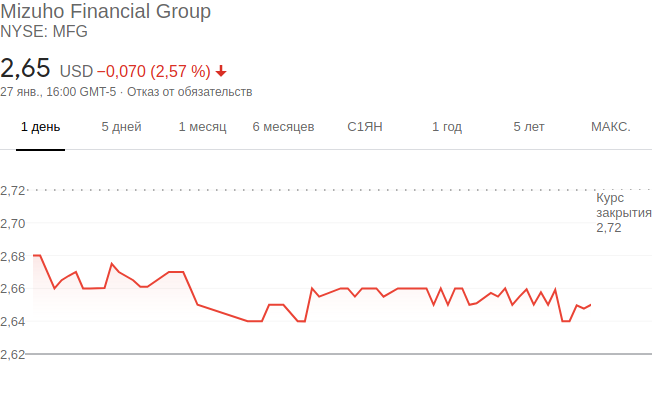 Mizuho Financial Group
NYSE: MFG
2,65 USD −0,070 (2,57 %)
27 янв., 16:00 GMT-5 · Отказ от обязательств
1 день 5 дней 1 месяц 6 месяцев С1ЯН 1 год 5 лет МАКС.
2,72
Курс
закрытия
2,72
2,70
2,68
2,66
2,64
2,62